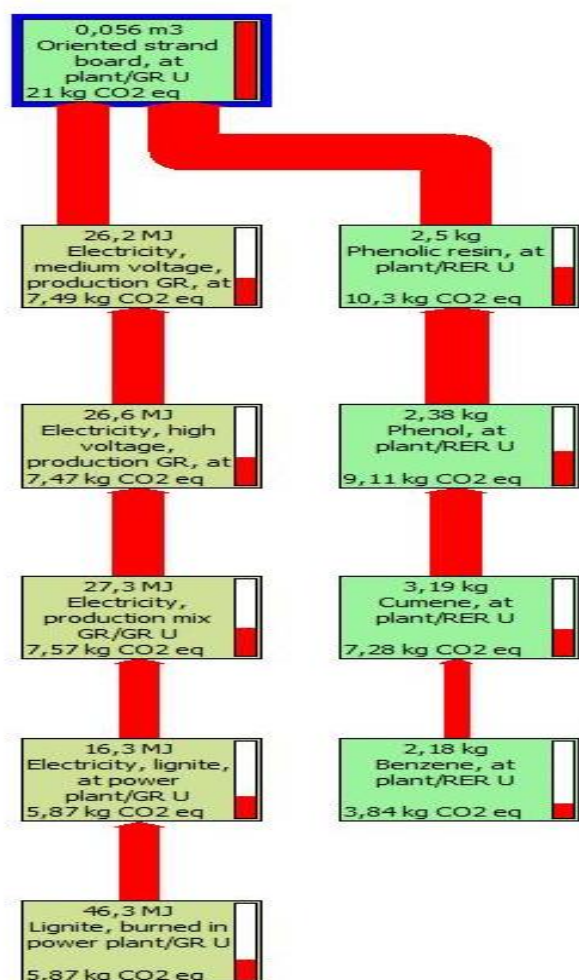 0,056 m3
Oriented strand
board, at
plant/GR U
21 kg CO2 eq
26,2 MJ
Electricity,
medium voltage,
production GR, at
7,49 kg CO2 eq
2,5 kg
Phenolic resin, at
plant/RER U
10,3 kg CO2 eq
26,6 MJ
Electricity, high
voltage,
production GR, at
7,47 kg CO2 eq
2,38 kg
Phenol, at
plant/RER U
9,11 kg CO2 eq
27,3 MJ
Electricity,
production mix
GR/GR U
7,57 kg CO2 eq
3,19 kg
Cumene, at
plant/RER U
7,28 kg CO2 eq
16,3 MJ
Electricity, lignite,
at power
plant/GR U
5,87 kg CO2 eq
2,18 kg
Benzene, at
plant/RER U
3,84 kg CO2 eq
46,3 MJ
Lignite, burned in
power plant/GR U
5,87 kg CO2 eq